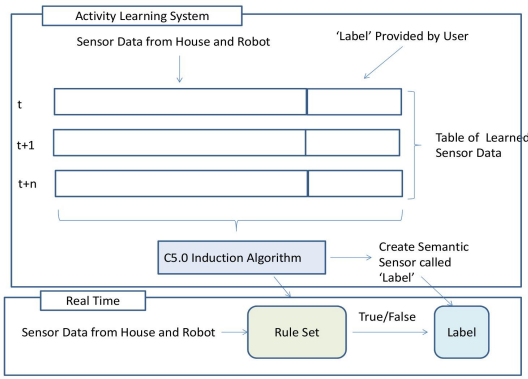 Activity Learning System
Sensor Data from House and Robot
'Label' Provided by User
t
t+1
t+n
Table of Learned
Sensor Data
C5.0 Induction Algorithm
Create Semantic
Sensor called
'Label'
Real Time
Sensor Data from House and Robot
Rule Set
True/False
Label